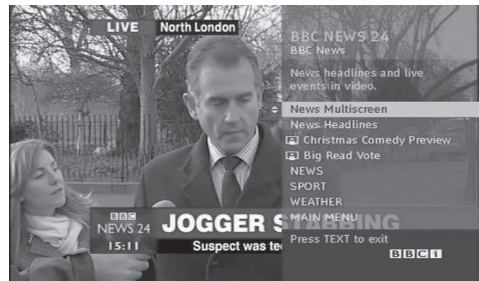 LIVE North London
BBC NEWS 24
BBC News
News headlines and live
events in video.
News Multiscreen
News Headlines
Christmas Comedy Preview
Big Read Vote
NEWS
SPORT
WEATHER
MAIN MENU
Press TEXT to exit
BBCi
BBC
NEWS 24
15:11
JOGGER STABBING
Suspect was